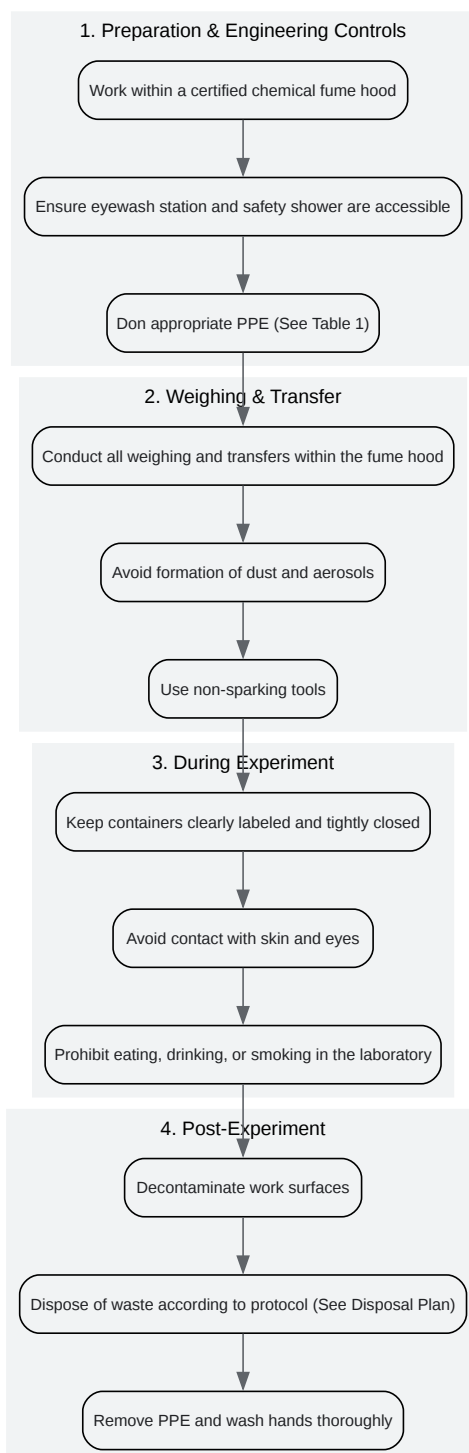 1. Preparation & Engineering Controls
Work within a certified chemical fume hood
Ensure eyewash station and safety shower are accessible
Don appropriate PPE (See Table 1)
2. Weighing & Transfer
Conduct all weighing and transfers within the fume hood
Avoid formation of dust and aerosols
Use non-sparking tools
3. During Experiment
Keep containers clearly labeled and tightly closed
Avoid contact with skin and eyes
Prohibit eating, drinking, or smoking in the laboratory
4. Post-Experiment
Decontaminate work surfaces
Dispose of waste according to protocol (See Disposal Plan)
Remove PPE and wash hands thoroughly